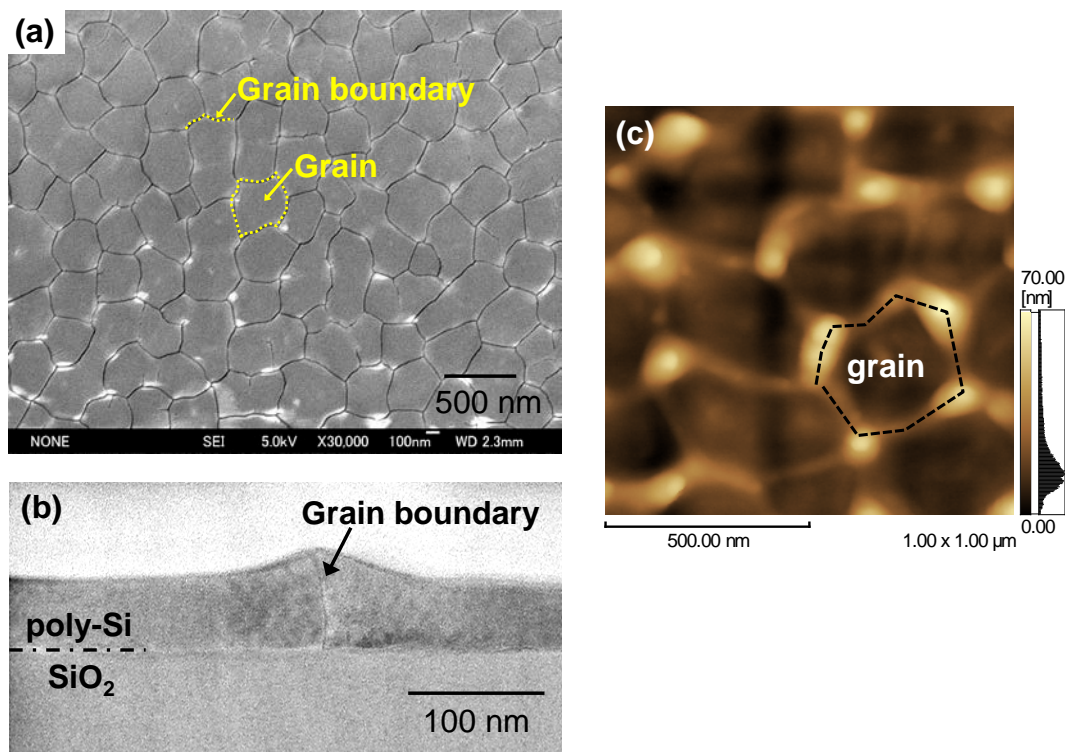 (a)
Grain boundary
Grain
500 nm
NONE SEI 5.0kV X30,000 100nm WD 2.3mm
(b)
Grain boundary
poly-Si
SiO₂
100 nm
(c)
grain
70.00
[nm]
0.00
500.00 nm 1.00 x 1.00 µm